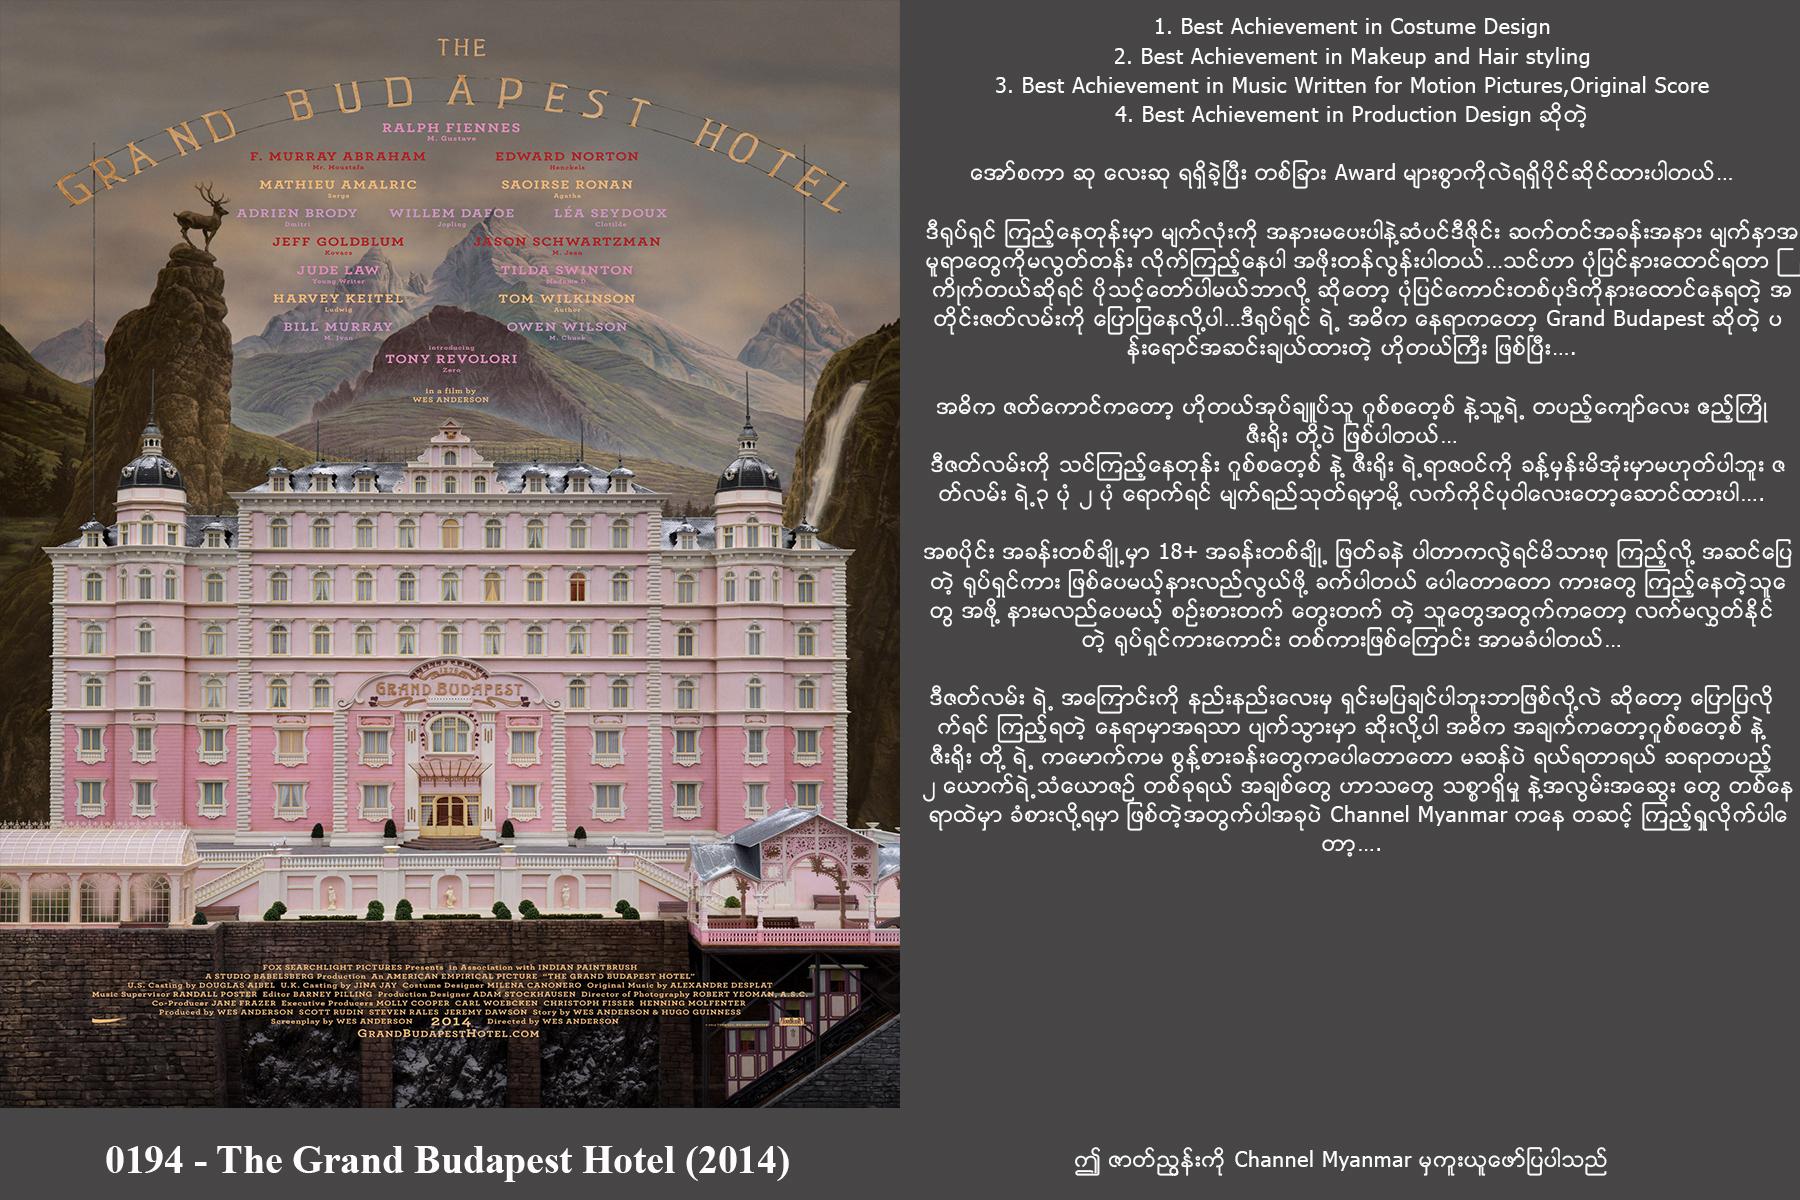 THE
GRAND BUDAPEST HOTEL
RALPH FIENNES
M. Gustave
F. MURRAY ABRAHAM EDWARD NORTON
Mr. Moustafa Henckels
MATHIEU AMALRIC SAOIRSE RONAN
Serge Agatha
ADRIEN BRODY WILLEM DAFOE LÉA SEYDOUX
Dmitri Jopling Clotilde
JEFF GOLDBLUM JASON SCHWARTZMAN
Kovacs M. Jean
JUDE LAW TILDA SWINTON
Young Writer Madame D.
HARVEY KEITEL TOM WILKINSON
Ludwig Author
BILL MURRAY OWEN WILSON
M. Ivan M. Chuck
introducing
TONY REVOLORI
Zero
in a film by
WES ANDERSON
GRAND BUDAPEST
FOX SEARCHLIGHT PICTURES Presents in Association with INDIAN PAINTBRUSH
A STUDIO BABELSBERG Production An AMERICAN EMPIRICAL PICTURE "THE GRAND BUDAPEST HOTEL"
U.S. Casting by DOUGLAS AIBEL U.K. Casting by JINA JAY Costume Designer MILENA CANONERO Original Music by ALEXANDRE DESPLAT
Music Supervisor RANDALL POSTER Editor BARNEY PILLING Production Designer ADAM STOCKHAUSEN Director of Photography ROBERT YEOMAN, A.S.C.
Co-Producer JANE FRAZER Executive Producers MOLLY COOPER CARL WOEBCKEN CHRISTOPH FISSER HENNING MOLFENTER
Produced by WES ANDERSON SCOTT RUDIN STEVEN RALES JEREMY DAWSON Story by WES ANDERSON & HUGO GUINNESS
Screenplay by WES ANDERSON 2014 Directed by WES ANDERSON
GRANDBUDAPESTHOTEL.COM
0194 - The Grand Budapest Hotel (2014)
1. Best Achievement in Costume Design
2. Best Achievement in Makeup and Hair styling
3. Best Achievement in Music Written for Motion Pictures,Original Score
4. Best Achievement in Production Design ဆိုတဲ့
အော်စကာ ဆု လေးဆု ရရှိခဲ့ပြီး တစ်ခြား Award များစွာကိုလဲရရှိပိုင်ဆိုင်ထားပါတယ်…
ဒီရုပ်ရှင် ကြည့်နေတုန်းမှာ မျက်လုံးကို အနားမပေးပါနဲ့ဆံပင်ဒီဇိုင်း ဆက်တင်အခန်းအနား မျက်နှာအ
မူရာတွေကိုမလွတ်တန်း လိုက်ကြည့်နေပါ အဖိုးတန်လွန်းပါတယ်…သင်ဟာ ပုံပြင်နားထောင်ရတာ ြ
ကိုက်တယ်ဆိုရင် ပိုသင့်တော်ပါမယ်ဘာလို့ ဆိုတော့ ပုံပြင်ကောင်းတစ်ပုဒ်ကိုနားထောင်နေရတဲ့ အ
တိုင်းဇတ်လမ်းကို ပြောပြနေလို့ပါ…ဒီရုပ်ရှင် ရဲ့ အဓိက နေရာကတော့ Grand Budapest ဆိုတဲ့ ပ
န်းရောင်အဆင်းချယ်ထားတဲ့ ဟိုတယ်ကြီး ဖြစ်ပြီး….
အဓိက ဇတ်ကောင်ကတော့ ဟိုတယ်အုပ်ချူပ်သူ ဂူစ်စတေ့စ် နဲ့သူ့ရဲ့ တပည့်ကျော်လေး ဧည့်ကြို
ဇီးရိုး တို့ပဲ ဖြစ်ပါတယ်…
ဒီဇတ်လမ်းကို သင်ကြည့်နေတုန်း ဂူစ်စတေ့စ် နဲ့ ဇီးရိုး ရဲ့ရာဇဝင်ကို ခန့်မှန်းမိအုံးမှာမဟုတ်ပါဘူး ဇ
တ်လမ်း ရဲ့၃ ပုံ ၂ ပုံ ရောက်ရင် မျက်ရည်သုတ်ရမှာမို့ လက်ကိုင်ပုဝါလေးတော့ဆောင်ထားပါ….
အစပိုင်း အခန်းတစ်ချို့မှာ 18+ အခန်းတစ်ချို့ ဖြတ်ခနဲ ပါတာကလွဲရင်မိသားစု ကြည့်လို့ အဆင်ပြေ
တဲ့ ရုပ်ရှင်ကား ဖြစ်ပေမယ့်နားလည်လွယ်ဖို့ ခက်ပါတယ် ပေါတောတော ကားတွေ ကြည့်နေတဲ့သူေ
တွ အဖို့ နားမလည်ပေမယ့် စဉ်းစားတက် တွေးတက် တဲ့ သူတွေအတွက်ကတော့ လက်မလွှတ်နိုင်
တဲ့ ရုပ်ရှင်ကားကောင်း တစ်ကားဖြစ်ကြောင်း အာမခံပါတယ်…
ဒီဇတ်လမ်း ရဲ့ အကြောင်းကို နည်းနည်းလေးမှ ရှင်းမပြချင်ပါဘူးဘာဖြစ်လို့လဲ ဆိုတော့ ပြောပြလို
က်ရင် ကြည့်ရတဲ့ နေရာမှာအရသာ ပျက်သွားမှာ ဆိုးလို့ပါ အဓိက အချက်ကတော့ဂူစ်စတေ့စ် နဲ့
ဇီးရိုး တို့ ရဲ့ ကမောက်ကမ စွန့်စားခန်းတွေကပေါတောတော မဆန်ပဲ ရယ်ရတာရယ် ဆရာတပည့်
၂ ယောက်ရဲ့သံယောဇဉ် တစ်ခုရယ် အချစ်တွေ ဟာသတွေ သစ္စာရှိမှု နဲ့အလွမ်းအဆွေး တွေ တစ်နေ
ရာထဲမှာ ခံစားလို့ရမှာ ဖြစ်တဲ့အတွက်ပါအခုပဲ Channel Myanmar ကနေ တဆင့် ကြည့်ရှုလိုက်ပါေ
တာ့….
ဤ ဇာတ်ညွှန်းကို Channel Myanmar မှကူးယူဖော်ပြပါသည်